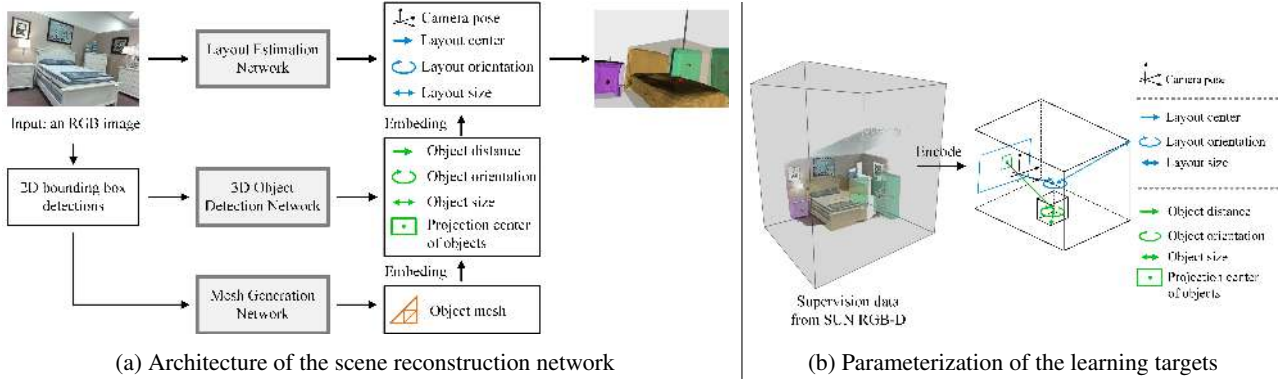 Input: an RGB image
2D bounding box
detections
Layout Estimation
Network
3D Object
Detection Network
Mesh Generation
Network
Camera pose
Layout center
Layout orientation
Layout size
Embeding
Object distance
Object orientation
Object size
Projection center
of objects
Embeding
Object mesh
(a) Architecture of the scene reconstruction network
Supervision data
from SUN RGB-D
Encode
Camera pose
Layout center
Layout orientation
Layout size
Object distance
Object orientation
Object size
Projection center
of objects
(b) Parameterization of the learning targets